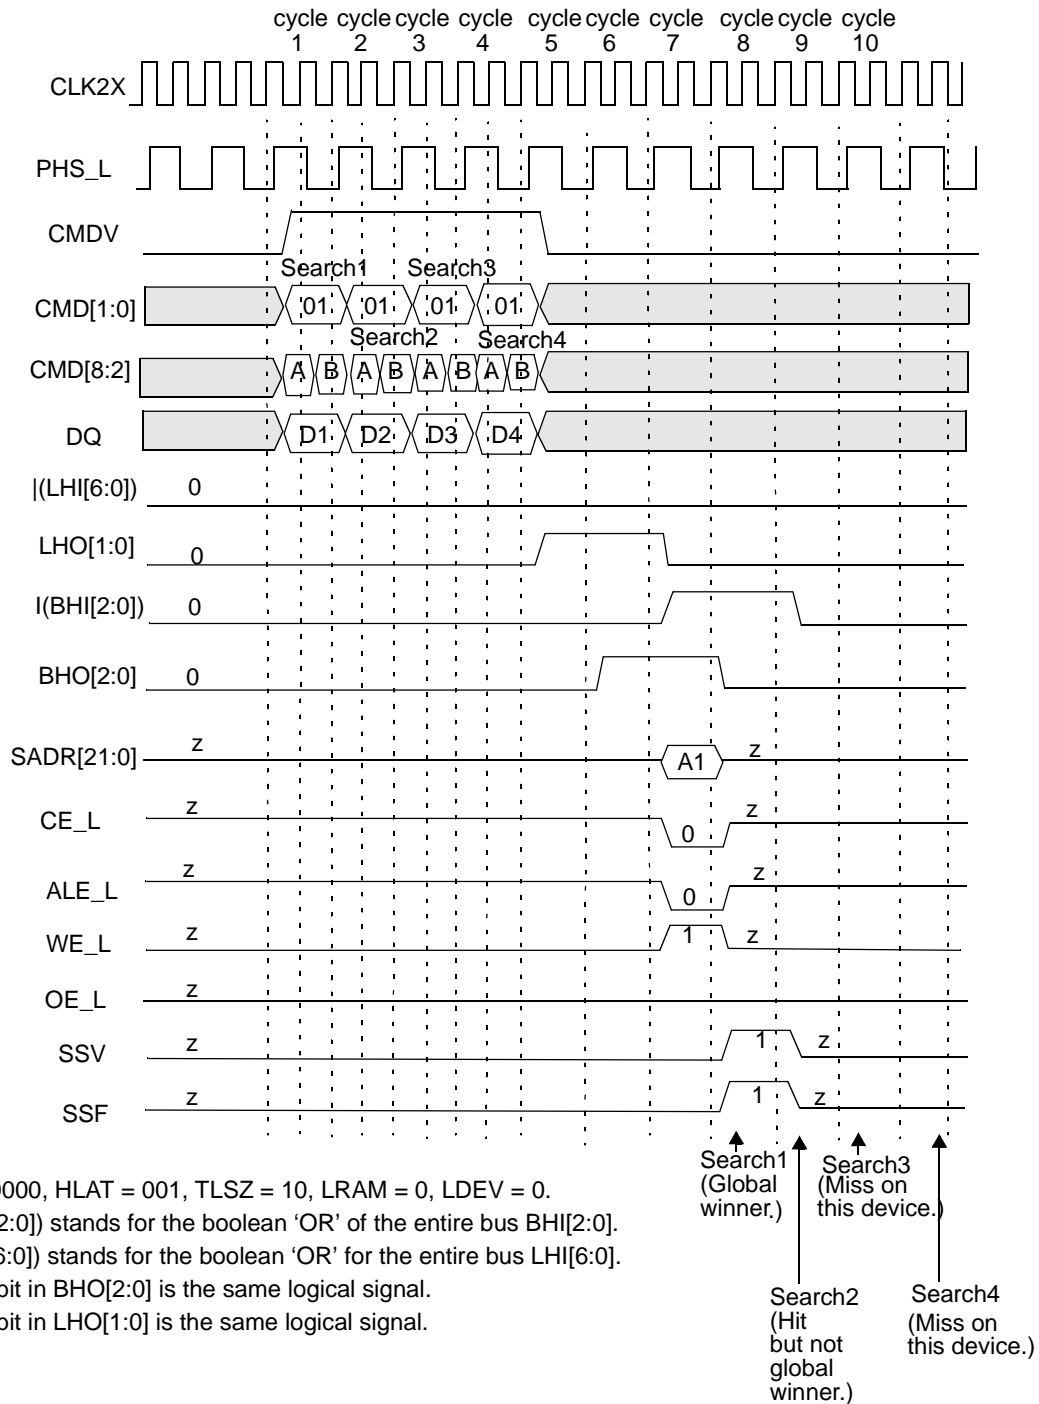 cycle cycle cycle cycle cycle cycle cycle cycle cycle cycle
1 2 3 4 5 6 7 8 9 10
CLK2X
PHS_L
CMDV
Search1 Search3
CMD[1:0] 01 01 01 01
Search2 Search4
CMD[8:2] A B A B A B A B
DQ D1 D2 D3 D4
|(LHI[6:0]) 0
LHO[1:0] 0
I(BHI[2:0]) 0
BHO[2:0] 0
SADR[21:0] z A1 z
CE_L z 0 z
ALE_L z 0 z
WE_L z 1 z
OE_L z
SSV z 1 z
SSF z 1 z
Search1
(Global
winner.)
Search3
(Miss on
this device.)
0000, HLAT = 001, TLSZ = 10, LRAM = 0, LDEV = 0.
2:0]) stands for the boolean ‘OR’ of the entire bus BHI[2:0].
6:0]) stands for the boolean ‘OR’ for the entire bus LHI[6:0].
bit in BHO[2:0] is the same logical signal.
bit in LHO[1:0] is the same logical signal.
Search2
(Hit
but not
global
winner.)
Search4
(Miss on
this device.)